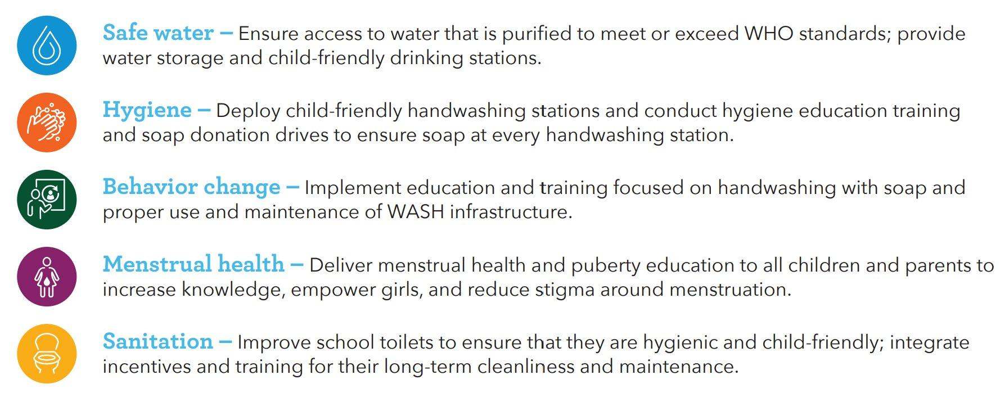 Safe water – Ensure access to water that is purified to meet or exceed WHO standards; provide
water storage and child-friendly drinking stations.
Hygiene – Deploy child-friendly handwashing stations and conduct hygiene education training
and soap donation drives to ensure soap at every handwashing station.
Behavior change – Implement education and training focused on handwashing with soap and
proper use and maintenance of WASH infrastructure.
Menstrual health – Deliver menstrual health and puberty education to all children and parents to
increase knowledge, empower girls, and reduce stigma around menstruation.
Sanitation – Improve school toilets to ensure that they are hygienic and child-friendly; integrate
incentives and training for their long-term cleanliness and maintenance.